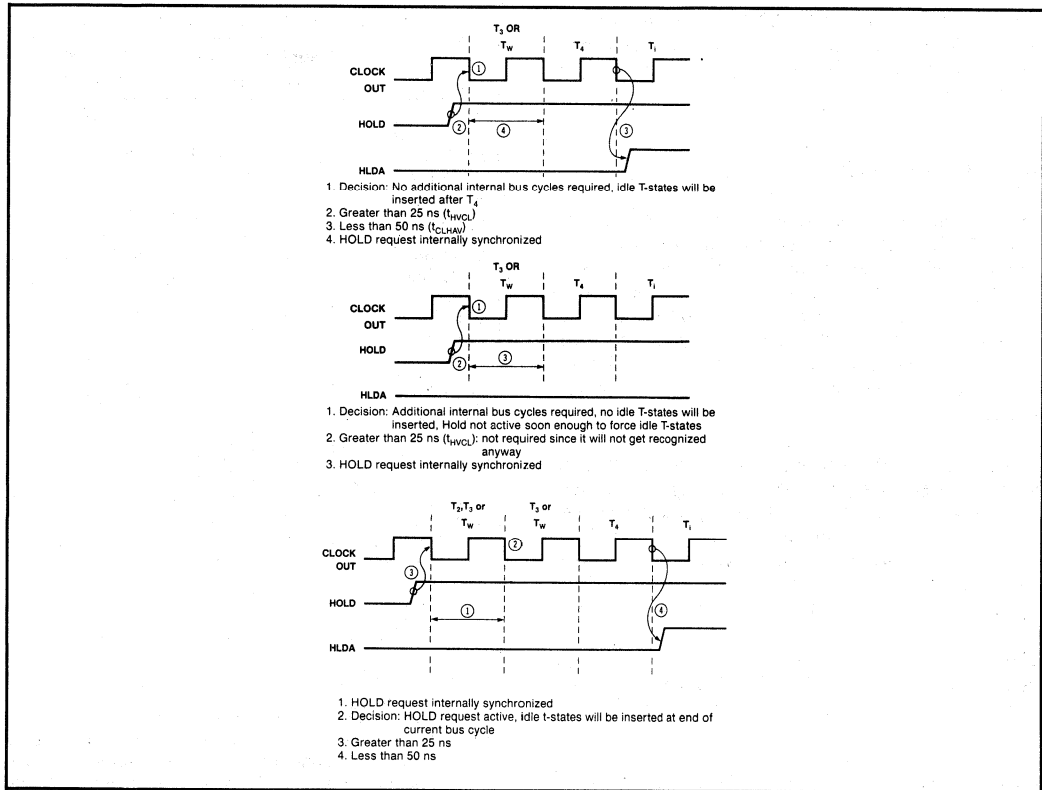 T3 OR
TW T4 Ti
CLOCK
OUT
①
HOLD
② ④ ③
HLDA
1. Decision: No additional internal bus cycles required, idle T-states will be
inserted after T4
2. Greater than 25 ns (tHVCL)
3. Less than 50 ns (tCLHAV)
4. HOLD request internally synchronized
T3 OR
TW T4 Ti
CLOCK
OUT
①
HOLD
② ③
HLDA
1. Decision: Additional internal bus cycles required, no idle T-states will be
inserted, Hold not active soon enough to force idle T-states
2. Greater than 25 ns (tHVCL): not required since it will not get recognized
anyway
3. HOLD request internally synchronized
T2,T3 or T3 or
TW TW T4 Ti
②
CLOCK
OUT
③
HOLD
① ④
HLDA
1. HOLD request internally synchronized
2. Decision: HOLD request active, idle t-states will be inserted at end of
current bus cycle
3. Greater than 25 ns
4. Less than 50 ns